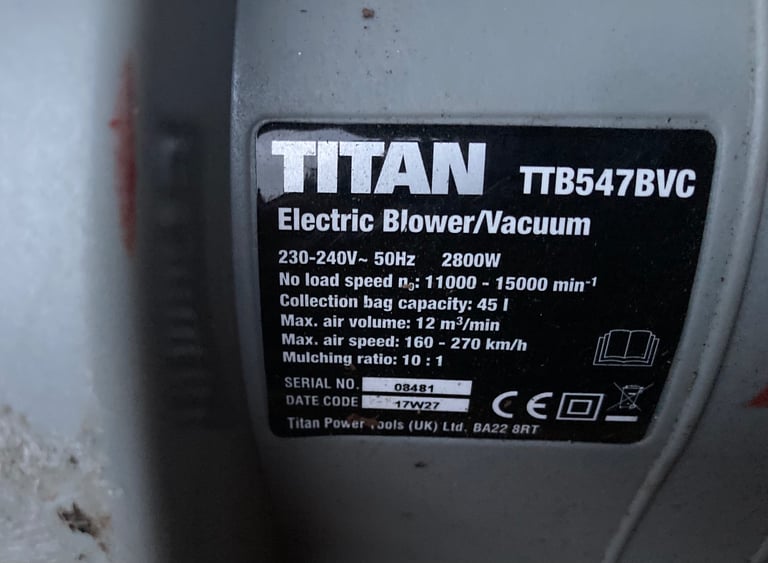 TITAN TTB547BVC
Electric Blower/Vacuum
230-240V~ 50Hz 2800W
No load speed n₀: 11000 - 15000 min⁻¹
Collection bag capacity: 45 l
Max. air volume: 12 m³/min
Max. air speed: 160 - 270 km/h
Mulching ratio: 10 : 1
SERIAL NO. 08481
DATE CODE 17W27
CE
Titan Power Tools (UK) Ltd. BA22 8RT